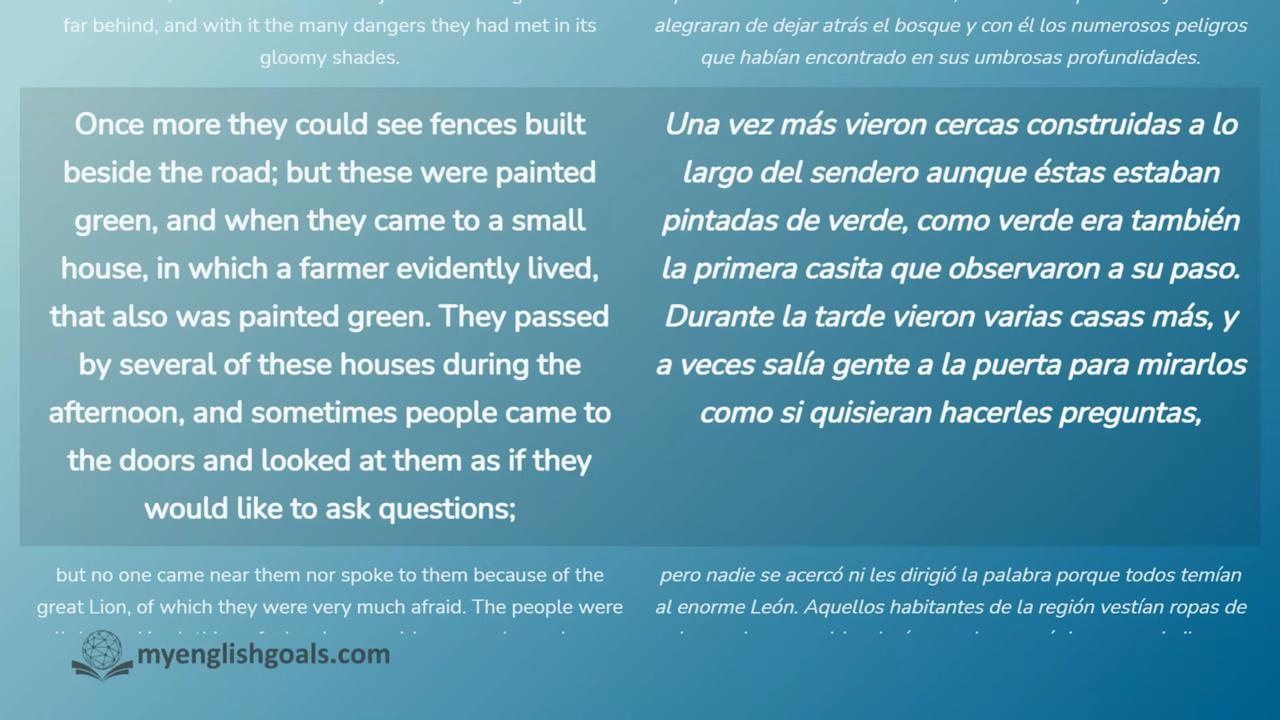 far behind, and with it the many dangers they had met in its
gloomy shades.
alegraran de dejar atrás el bosque y con él los numerosos peligros
que habían encontrado en sus umbrosas profundidades.
Once more they could see fences built
beside the road; but these were painted
green, and when they came to a small
house, in which a farmer evidently lived,
that also was painted green. They passed
by several of these houses during the
afternoon, and sometimes people came to
the doors and looked at them as if they
would like to ask questions;
Una vez más vieron cercas construidas a lo
largo del sendero aunque éstas estaban
pintadas de verde, como verde era también
la primera casita que observaron a su paso.
Durante la tarde vieron varias casas más, y
a veces salía gente a la puerta para mirarlos
como si quisieran hacerles preguntas,
but no one came near them nor spoke to them because of the
great Lion, of which they were very much afraid. The people were
pero nadie se acercó ni les dirigió la palabra porque todos temían
al enorme León. Aquellos habitantes de la región vestían ropas de
myenglishgoals.com